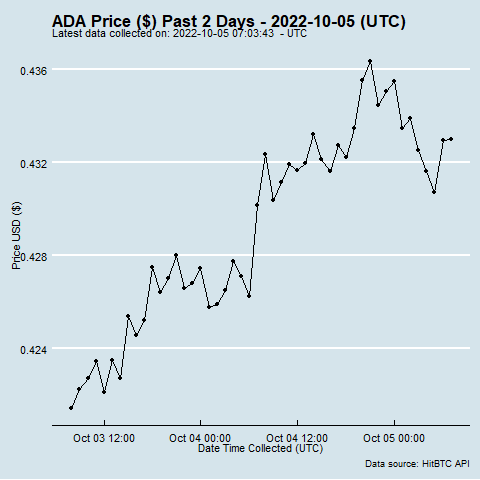 ADA Price ($) Past 2 Days - 2022-10-05 (UTC)
Latest data collected on: 2022-10-05 07:03:43  - UTC
0.436
0.432
0.428
0.424
Price USD ($)
Oct 03 12:00
Oct 04 00:00
Oct 04 12:00
Oct 05 00:00
Date Time Collected (UTC)
Data source: HitBTC API